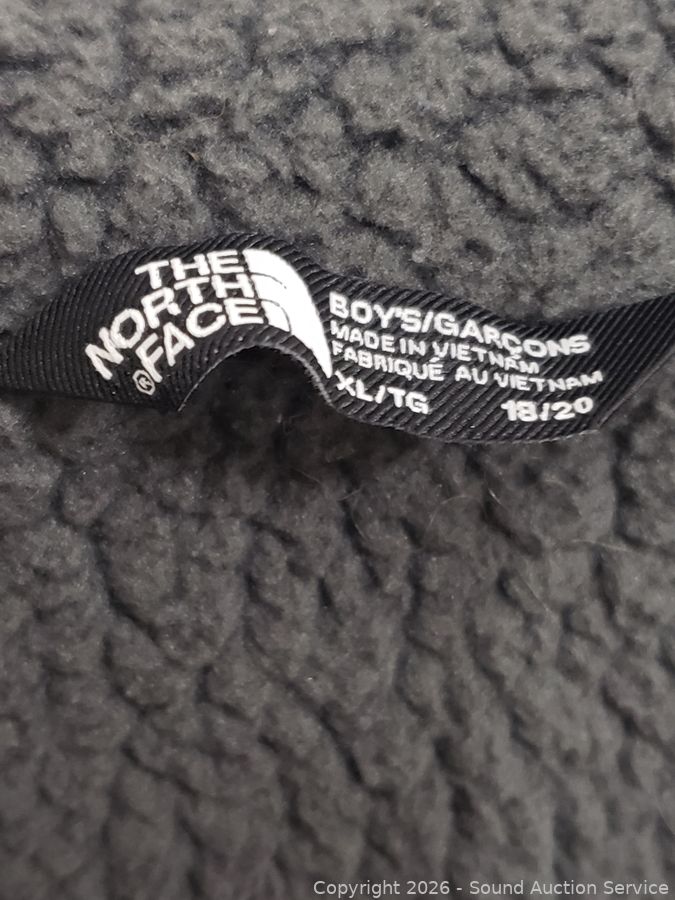 THE
NORTH
FACE
®
BOY'S/GARÇONS
MADE IN VIETNAM
FABRIQUÉ AU VIETNAM
XL/TG 18/20
Copyright 2026 - Sound Auction Service